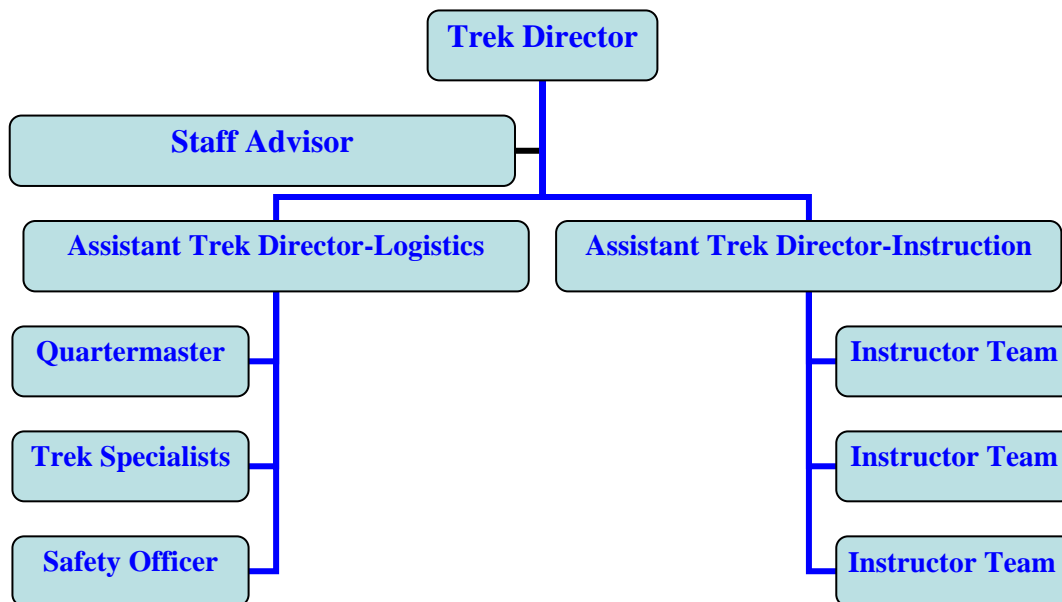 Trek Director
Staff Advisor
Assistant Trek Director-Logistics
Assistant Trek Director-Instruction
Quartermaster
Instructor Team
Trek Specialists
Instructor Team
Safety Officer
Instructor Team